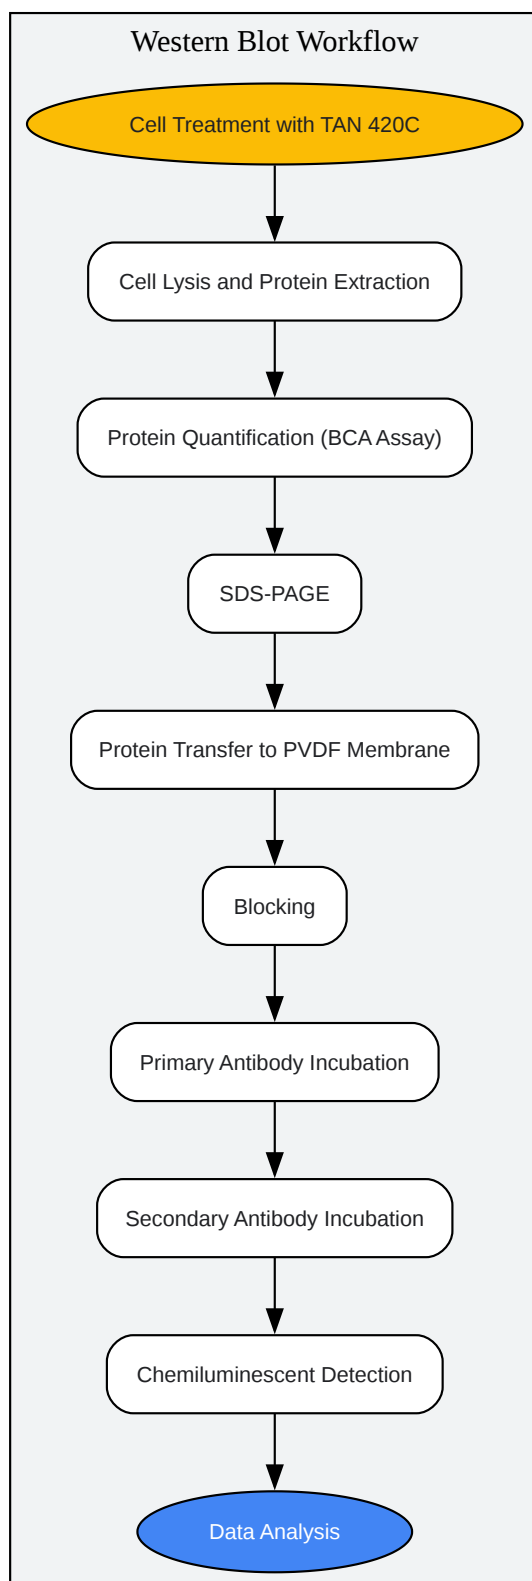 Western Blot Workflow
Cell Treatment with TAN 420C
Cell Lysis and Protein Extraction
Protein Quantification (BCA Assay)
SDS-PAGE
Protein Transfer to PVDF Membrane
Blocking
Primary Antibody Incubation
Secondary Antibody Incubation
Chemiluminescent Detection
Data Analysis